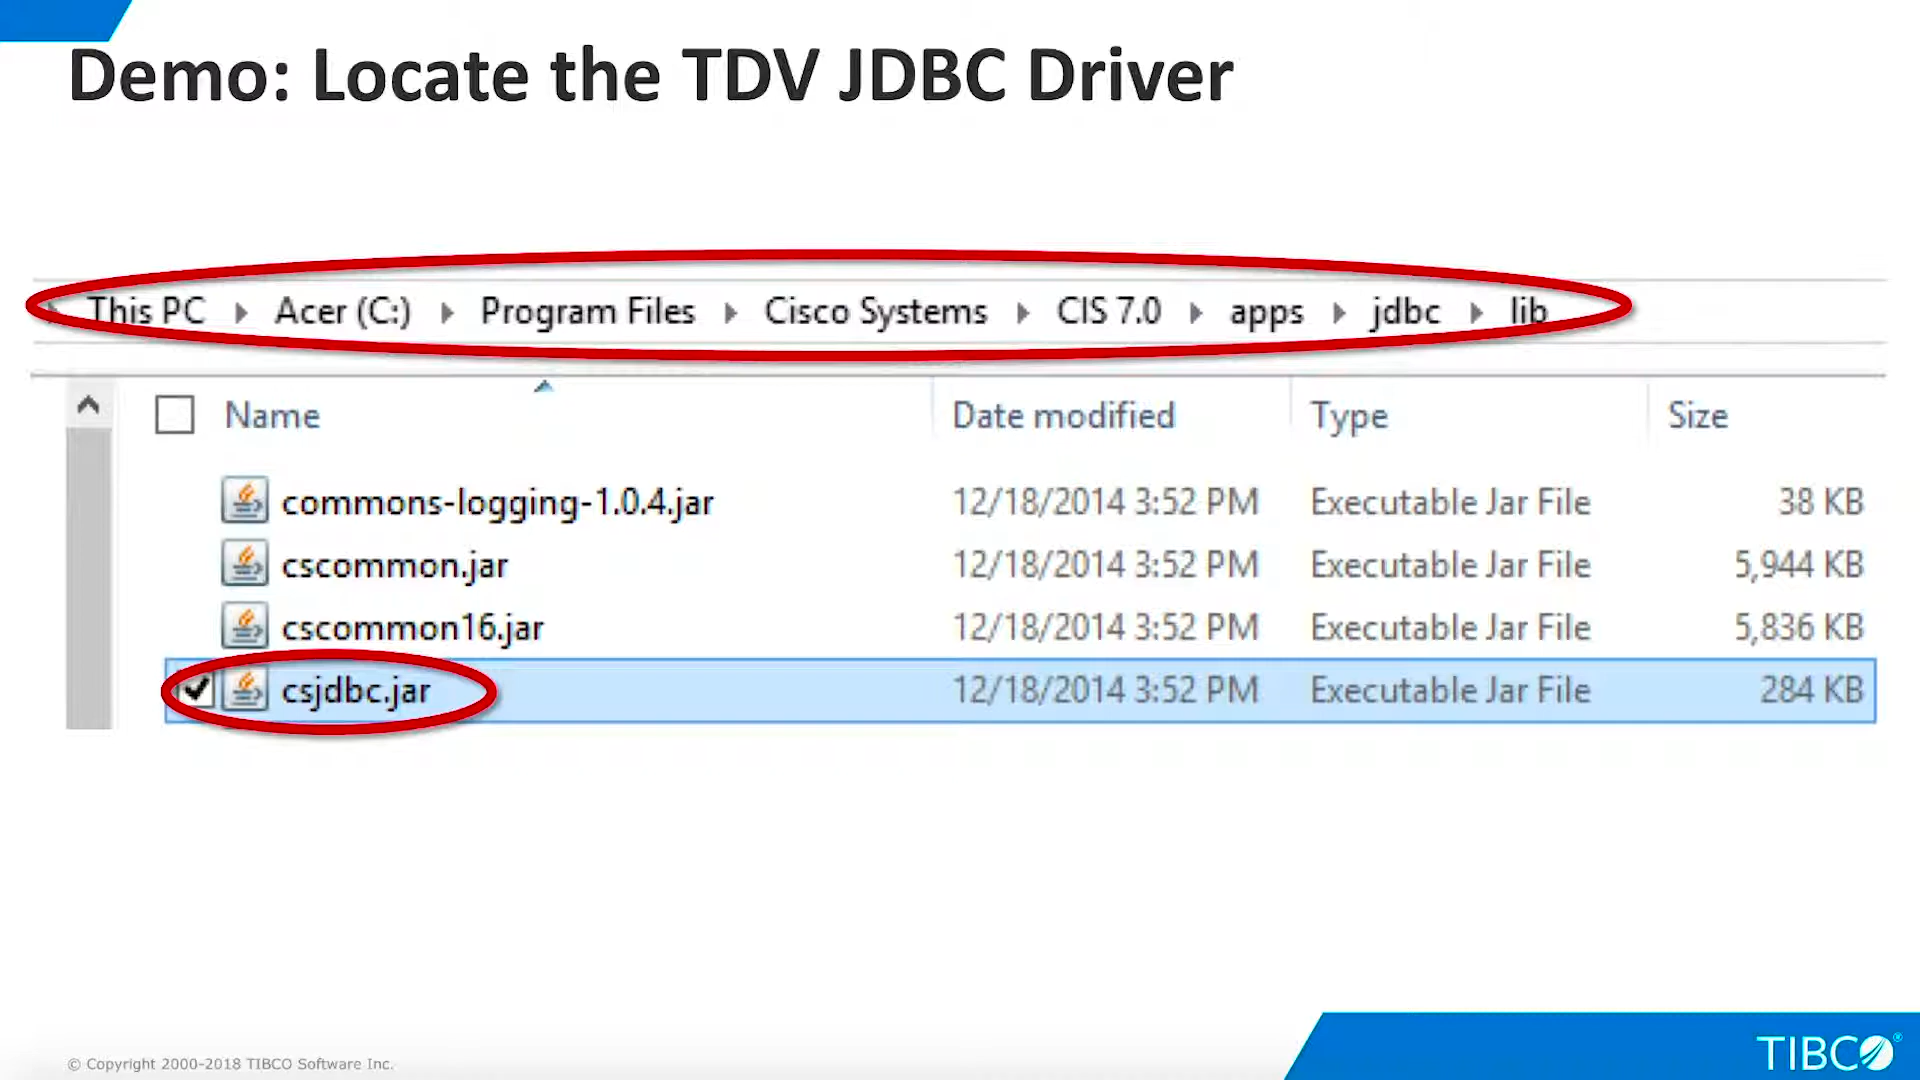 Demo: Locate the TDV JDBC Driver
This PC Acer (C:) Program Files Cisco Systems CIS 7.0 apps jdbc lib
Name Date modified Type Size
commons-logging-1.0.4.jar 12/18/2014 3:52 PM Executable Jar File 38 KB
cscommon.jar 12/18/2014 3:52 PM Executable Jar File 5,944 KB
cscommon16.jar 12/18/2014 3:52 PM Executable Jar File 5,836 KB
csjdbc.jar 12/18/2014 3:52 PM Executable Jar File 284 KB
© Copyright 2000-2018 TIBCO Software Inc.
TIBCO®